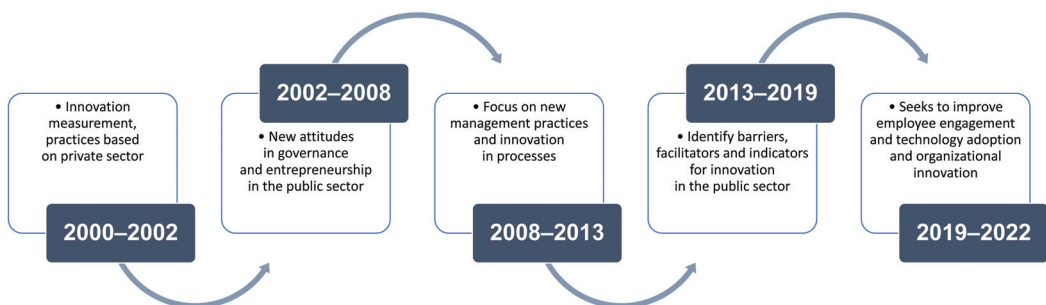 • Innovation
measurement,
practices based
on private sector
2000–2002
2002–2008
• New attitudes
in governance
and entrepreneurship
in the public sector
• Focus on new
management practices
and innovation
in processes
2008–2013
2013–2019
• Identify barriers,
facilitators and indicators
for innovation
in the public sector
• Seeks to improve
employee engagement
and technology adoption
and organizational
innovation
2019–2022